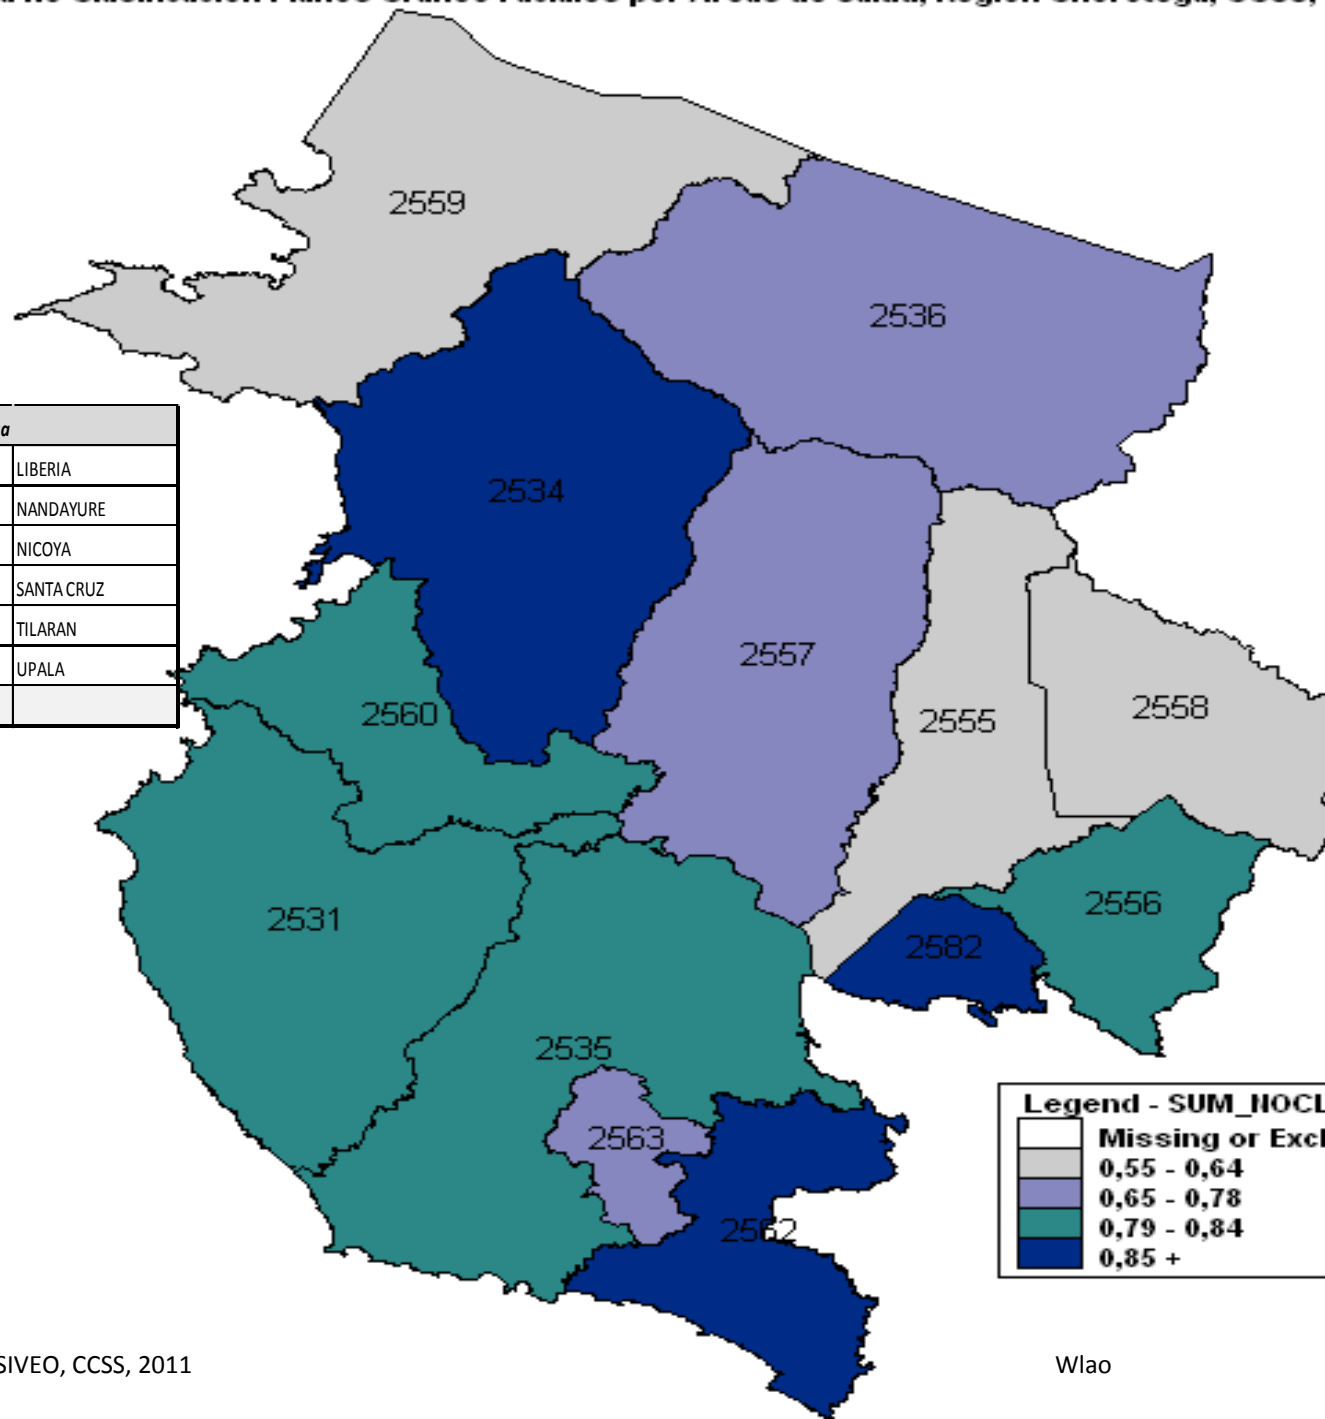 2559
2536
a
LIBERIA
2534
NANDAYURE
NICOYA
SANTA CRUZ
TILARAN
2557
UPALA
2560
2555
2558
2531
2556
2582
2535
Legend - SUM_NOCL
2563
Missing or Excl
0,55 - 0,64
0,65 - 0,78
2562
0,79 - 0,84
0,85 +
SIVEO, CCSS, 2011
Wlao